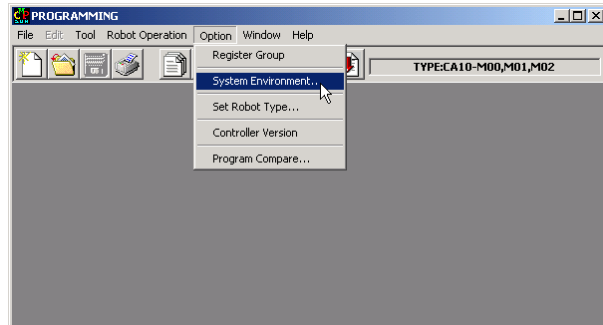 PROGRAMMING
File Edit Tool Robot Operation Option Window Help
TYPE:CA10-M00,M01,M02
Register Group
System Environment...
Set Robot Type...
Controller Version
Program Compare...